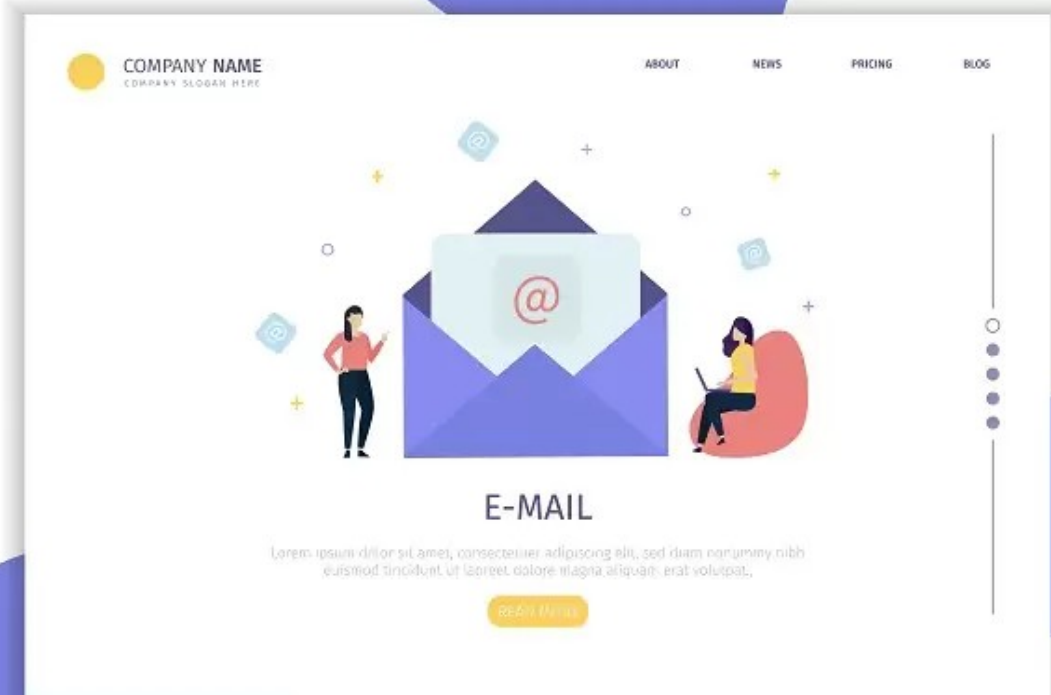 COMPANY NAME
COMPANY SLOGAN HERE
ABOUT
NEWS
PRICING
BLOG
@
@
@
@
E-MAIL
Lorem ipsum dolor sit amet, consectetuer adipiscing elit, sed diam nonummy nibh
euismod tincidunt ut laoreet dolore magna aliquam erat volutpat.,
READ